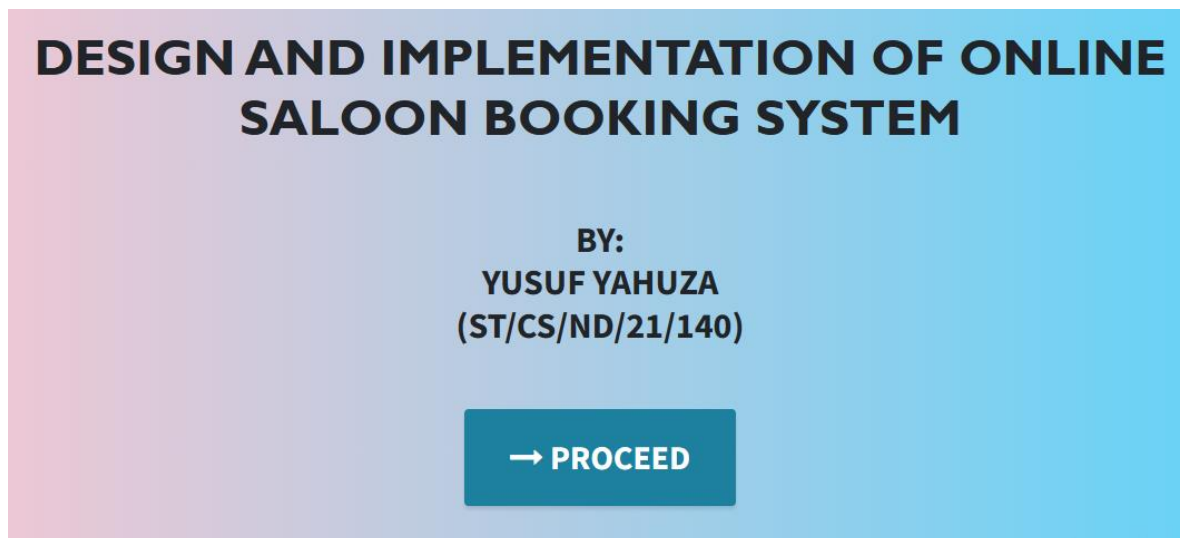 DESIGN AND IMPLEMENTATION OF ONLINE
SALOON BOOKING SYSTEM
BY:
YUSUF YAHUZA
(ST/CS/ND/21/140)
→ PROCEED